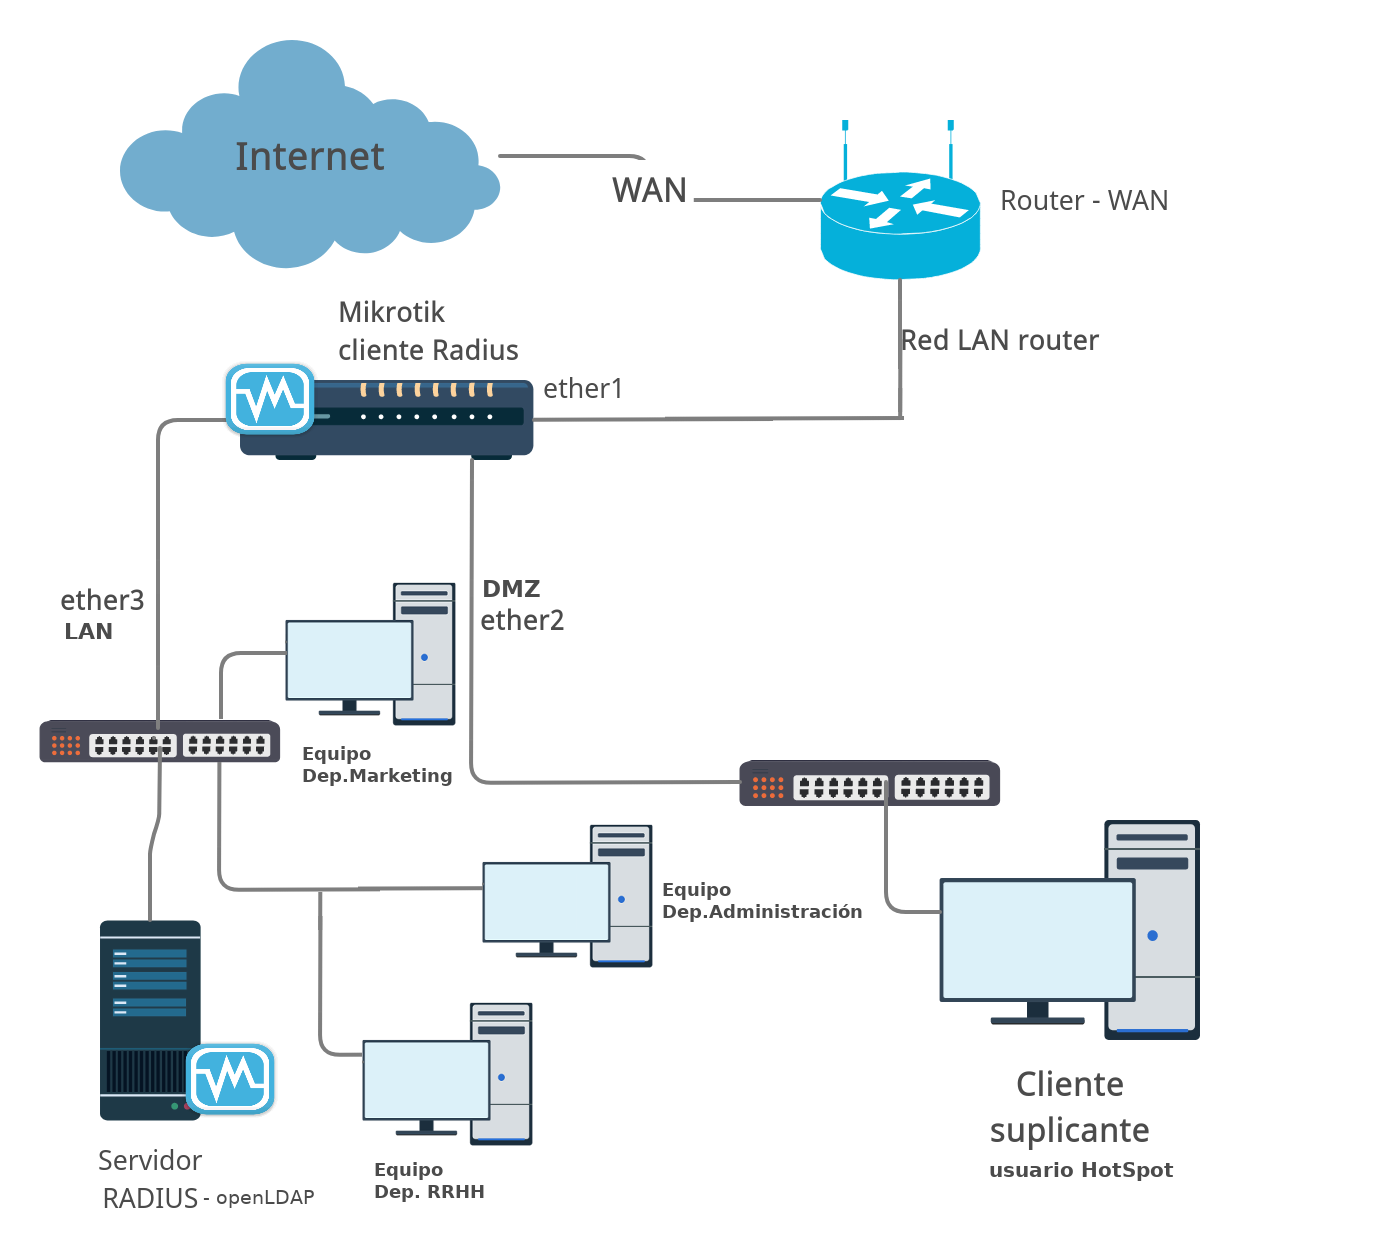 Internet
WAN
Router - WAN
Mikrotik
cliente Radius
Red LAN router
ether1
ether3
LAN
DMZ
ether2
Equipo
Dep.Marketing
Equipo
Dep.Administración
Cliente
suplicante
usuario HotSpot
Servidor
RADIUS - openLDAP
Equipo
Dep. RRHH